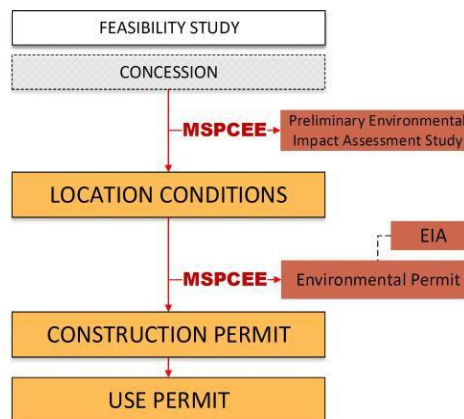 FEASIBILITY STUDY
CONCESSION
MSPCEE
Preliminary Environmental
Impact Assessment Study
LOCATION CONDITIONS
EIA
MSPCEE
Environmental Permit
CONSTRUCTION PERMIT
USE PERMIT